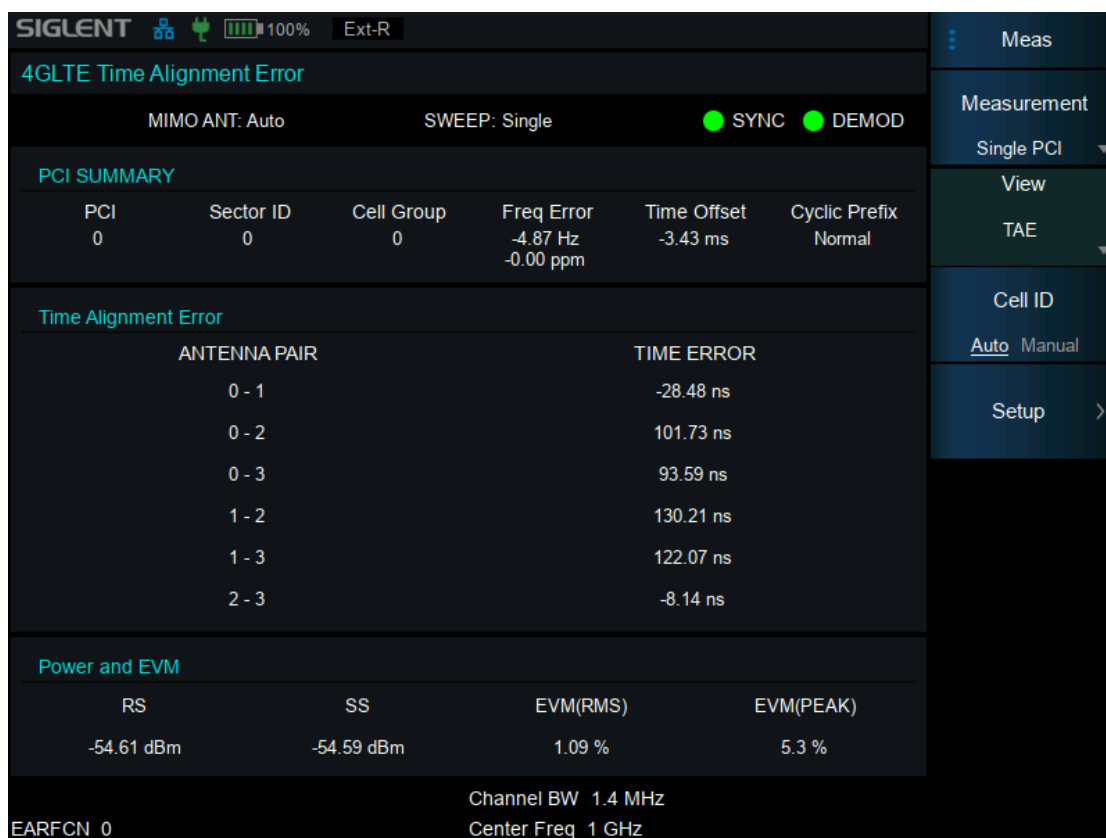 SIGLENT 100% Ext-R
4GLTE Time Alignment Error
MIMO ANT: Auto SWEEP: Single SYNC DEMOD
PCI SUMMARY
PCI Sector ID Cell Group Freq Error Time Offset Cyclic Prefix
0 0 0 -4.87 Hz -3.43 ms Normal
-0.00 ppm
Time Alignment Error
ANTENNA PAIR TIME ERROR
0 - 1 -28.48 ns
0 - 2 101.73 ns
0 - 3 93.59 ns
1 - 2 130.21 ns
1 - 3 122.07 ns
2 - 3 -8.14 ns
Power and EVM
RS SS EVM(RMS) EVM(PEAK)
-54.61 dBm -54.59 dBm 1.09 % 5.3 %
Channel BW 1.4 MHz
EARFCN 0 Center Freq 1 GHz
Meas
Measurement
Single PCI
View
TAE
Cell ID
Auto Manual
Setup